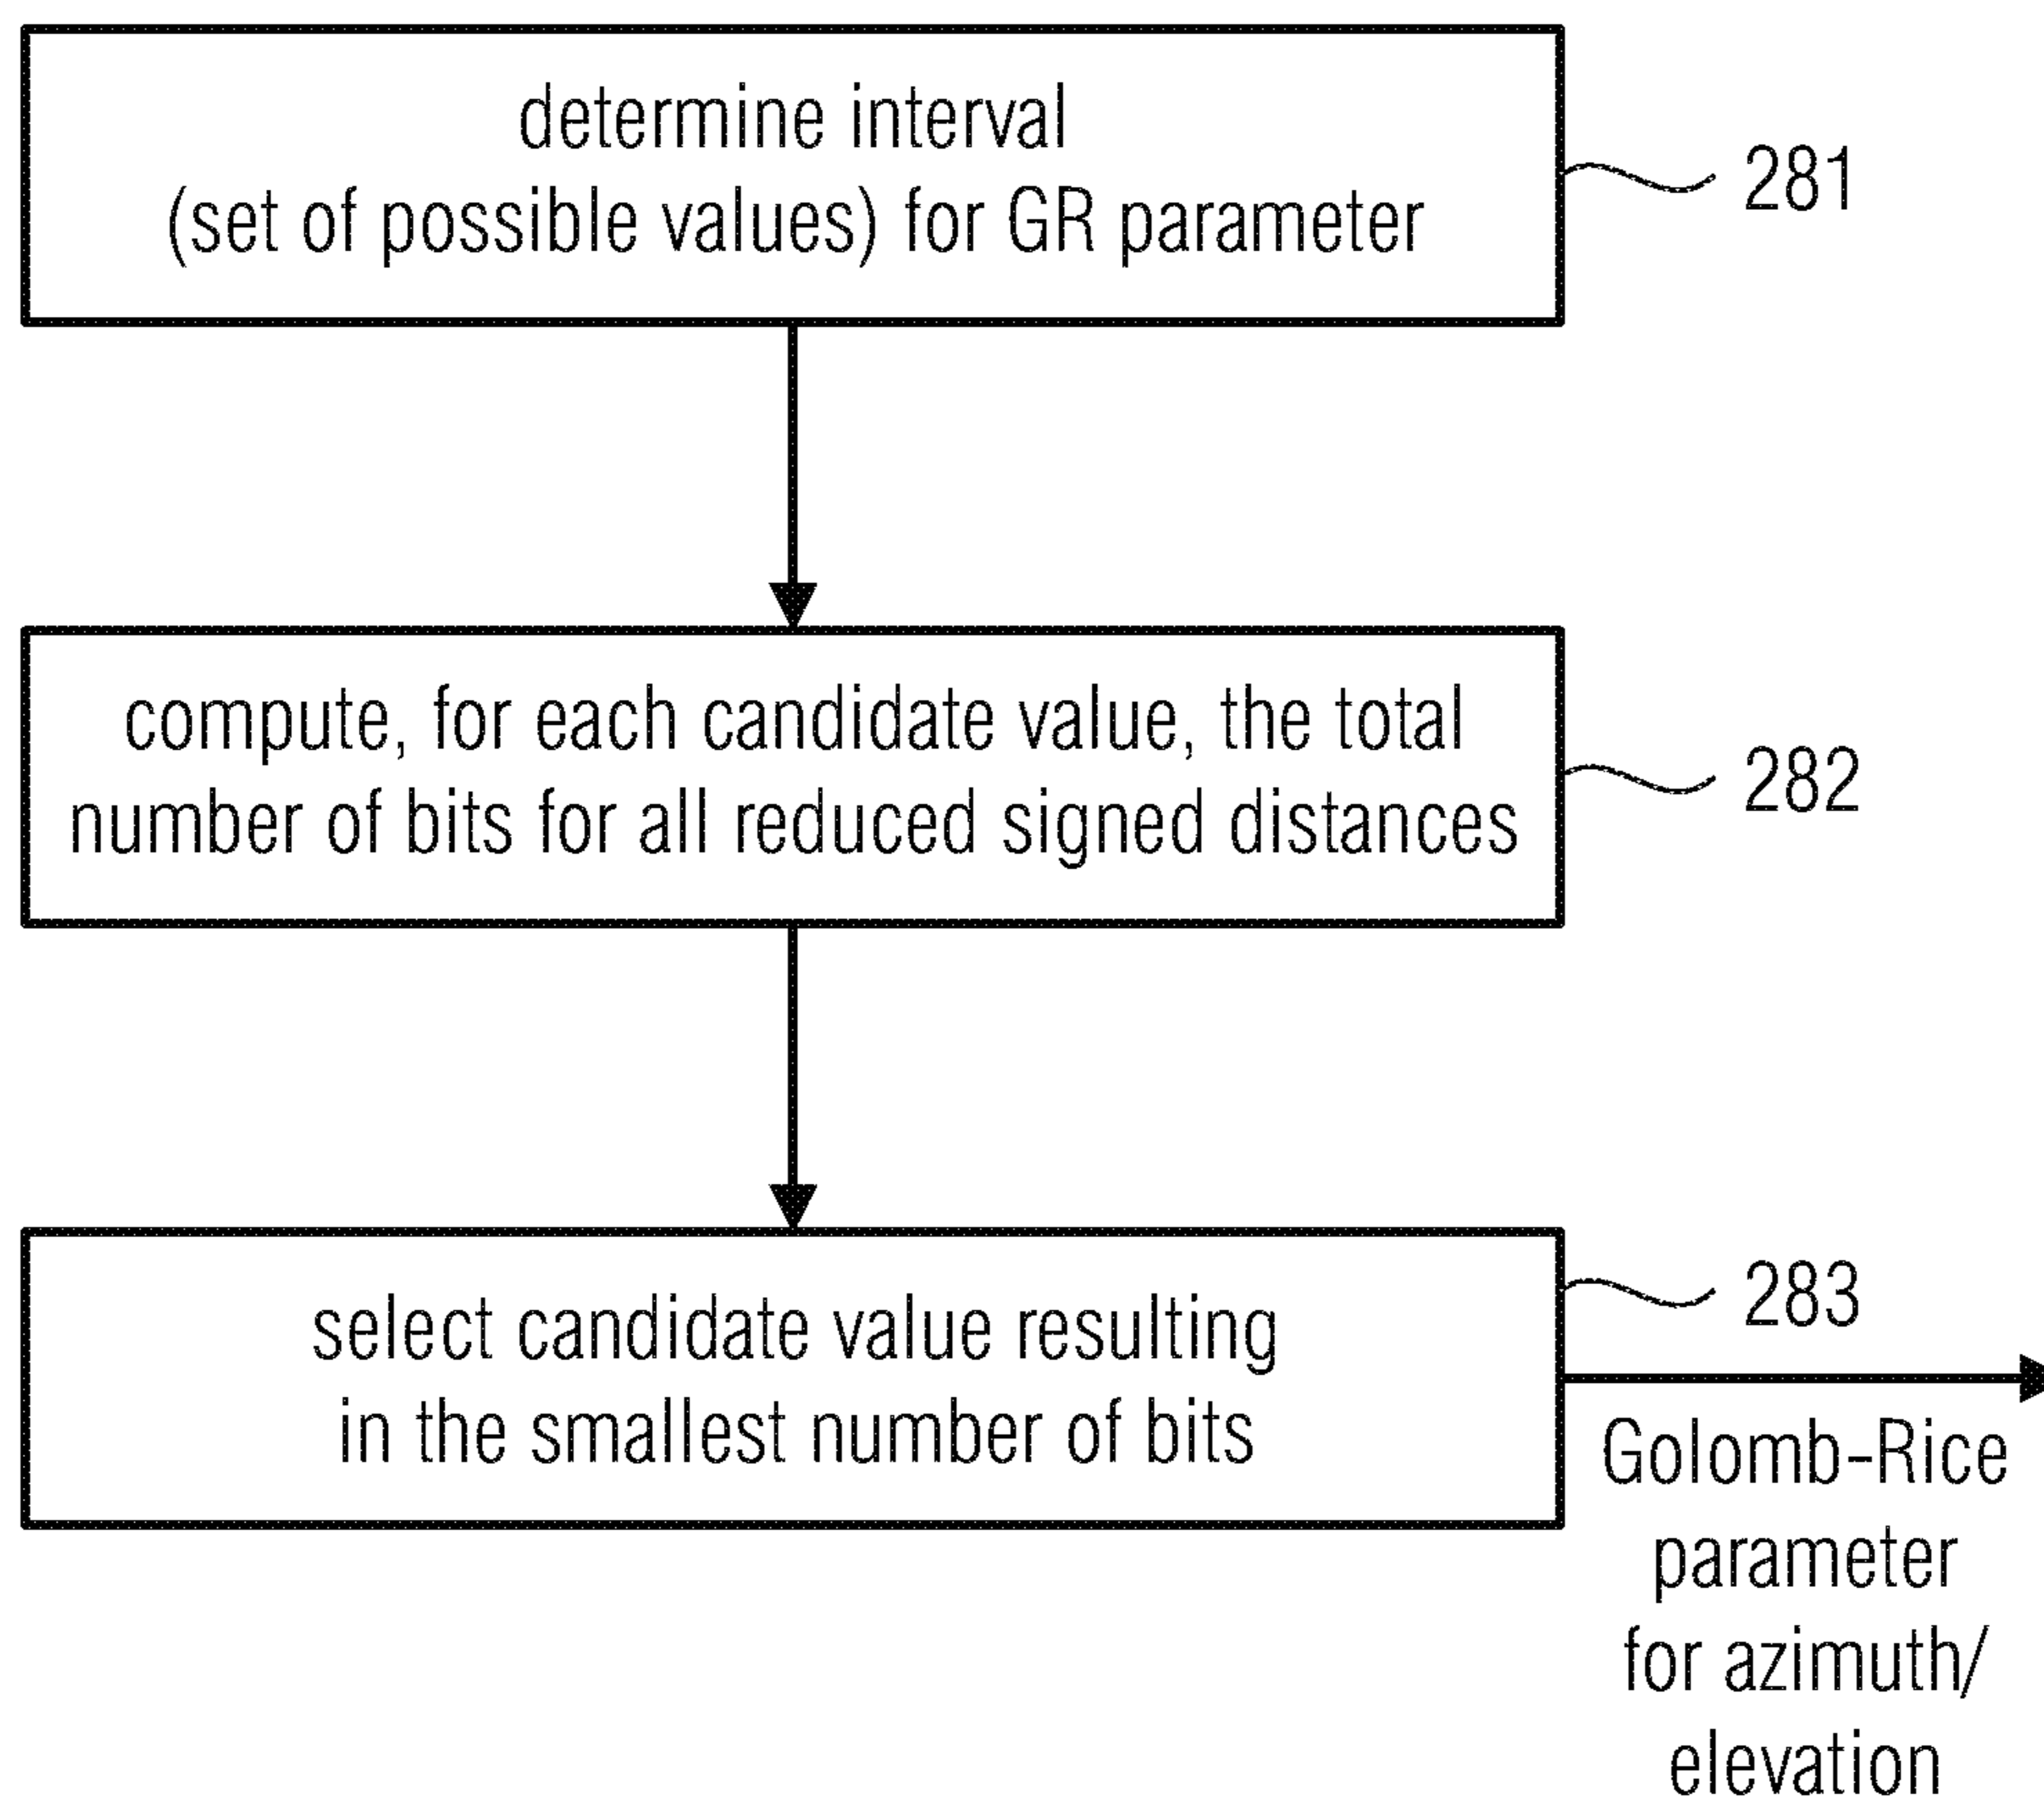 determine interval
(set of possible values) for GR parameter
281
compute, for each candidate value, the total
number of bits for all reduced signed distances
282
select candidate value resulting
in the smallest number of bits
283
Golomb-Rice
parameter
for azimuth/
elevation